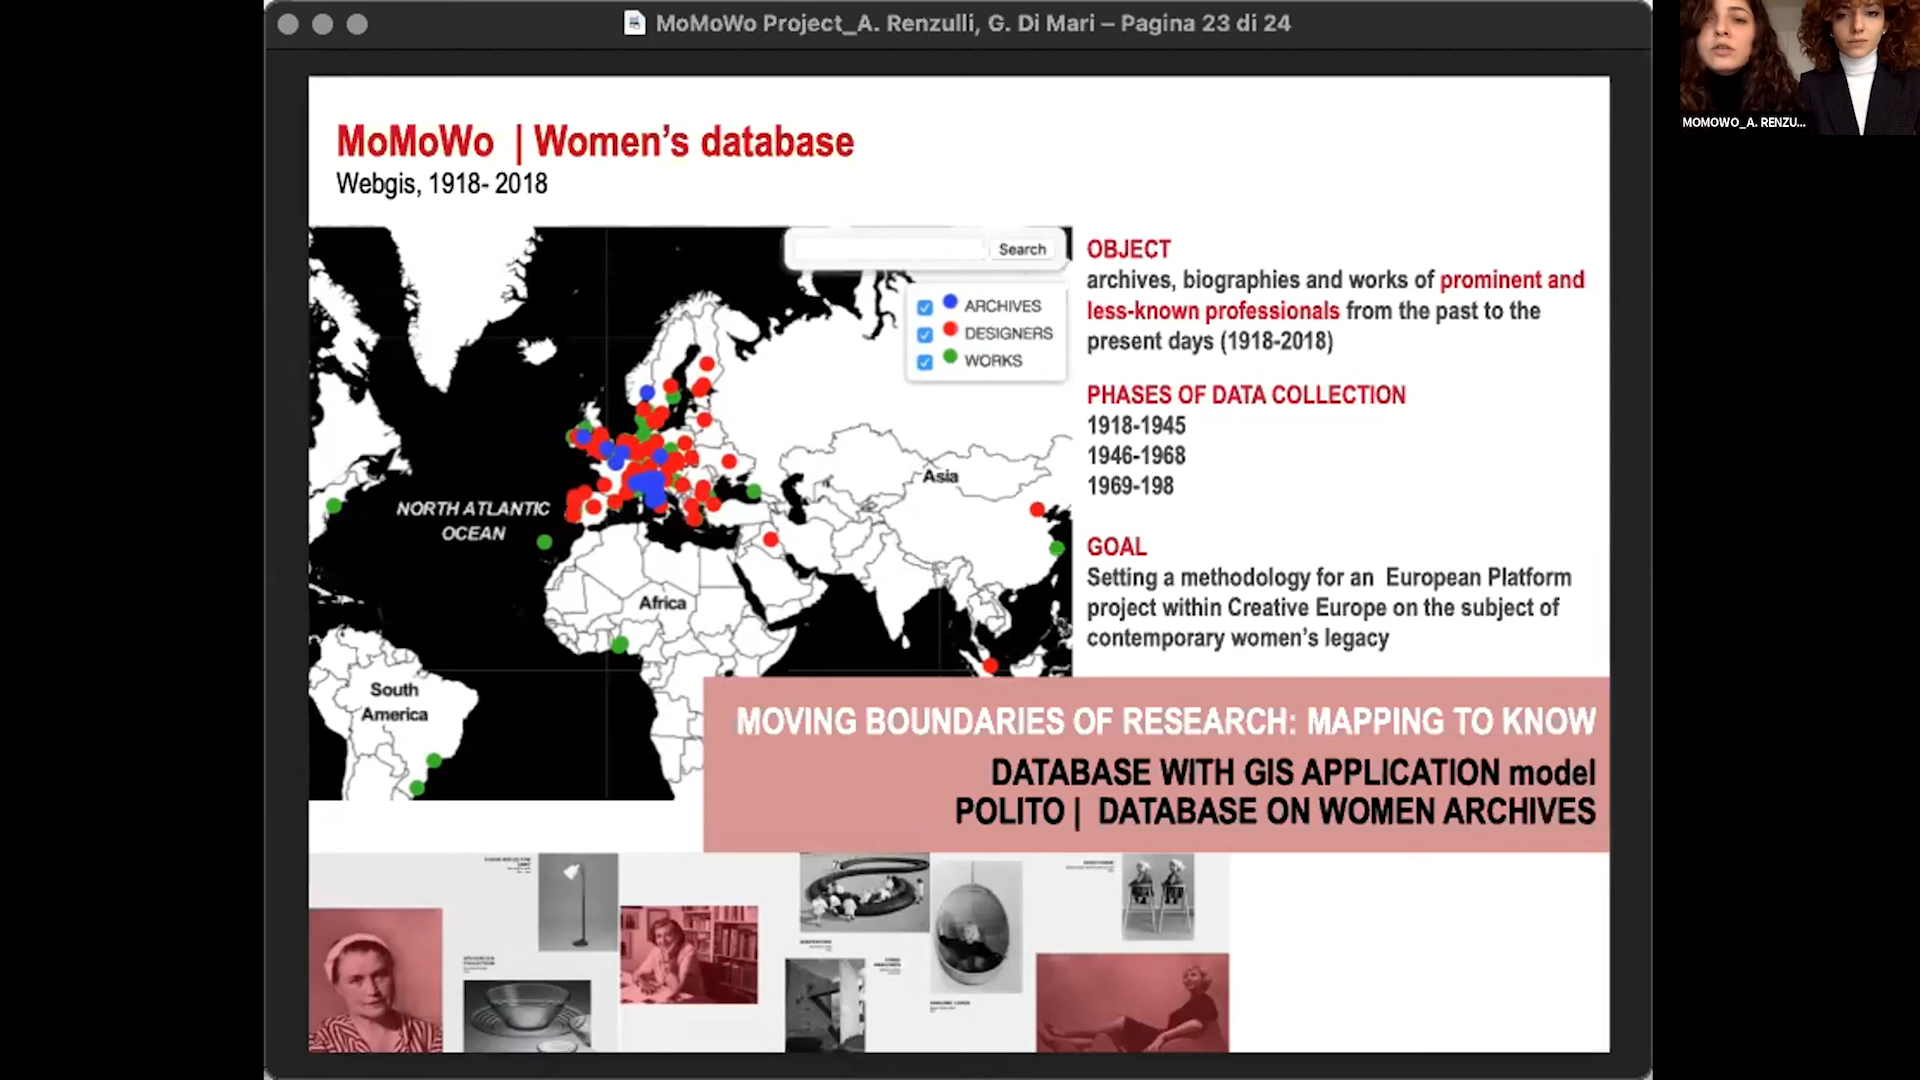 MoMoWo Project_A. Renzulli, G. Di Mari – Pagina 23 di 24
MOMOWO_A. RENZU...
MoMoWo | Women's database
Webgis, 1918- 2018
Search
ARCHIVES
DESIGNERS
WORKS
NORTH ATLANTIC
OCEAN
Asia
Africa
South
America
OBJECT
archives, biographies and works of prominent and
less-known professionals from the past to the
present days (1918-2018)
PHASES OF DATA COLLECTION
1918-1945
1946-1968
1969-198
GOAL
Setting a methodology for an European Platform
project within Creative Europe on the subject of
contemporary women's legacy
MOVING BOUNDARIES OF RESEARCH: MAPPING TO KNOW
DATABASE WITH GIS APPLICATION model
POLITO | DATABASE ON WOMEN ARCHIVES